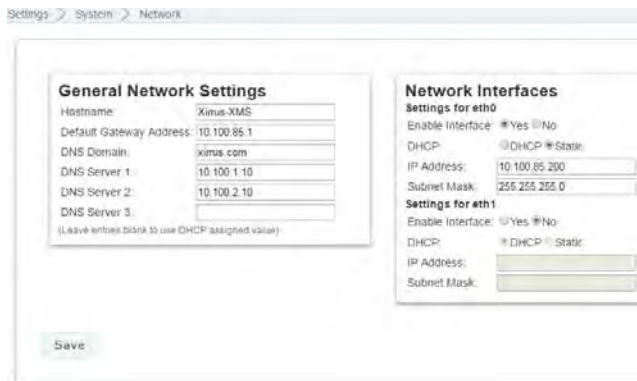 Settings > System > Network
General Network Settings
Hostname: Xirrus-XMS
Default Gateway Address: 10.100.85.1
DNS Domain: xirrus.com
DNS Server 1: 10.100.1.10
DNS Server 2: 10.100.2.10
DNS Server 3:
(Leave entries blank to use DHCP assigned value)
Save
Network Interfaces
Settings for eth0
Enable Interface: Yes No
DHCP: DHCP Static
IP Address: 10.100.85.200
Subnet Mask: 255.255.255.0
Settings for eth1
Enable Interface: Yes No
DHCP: DHCP Static
IP Address:
Subnet Mask: